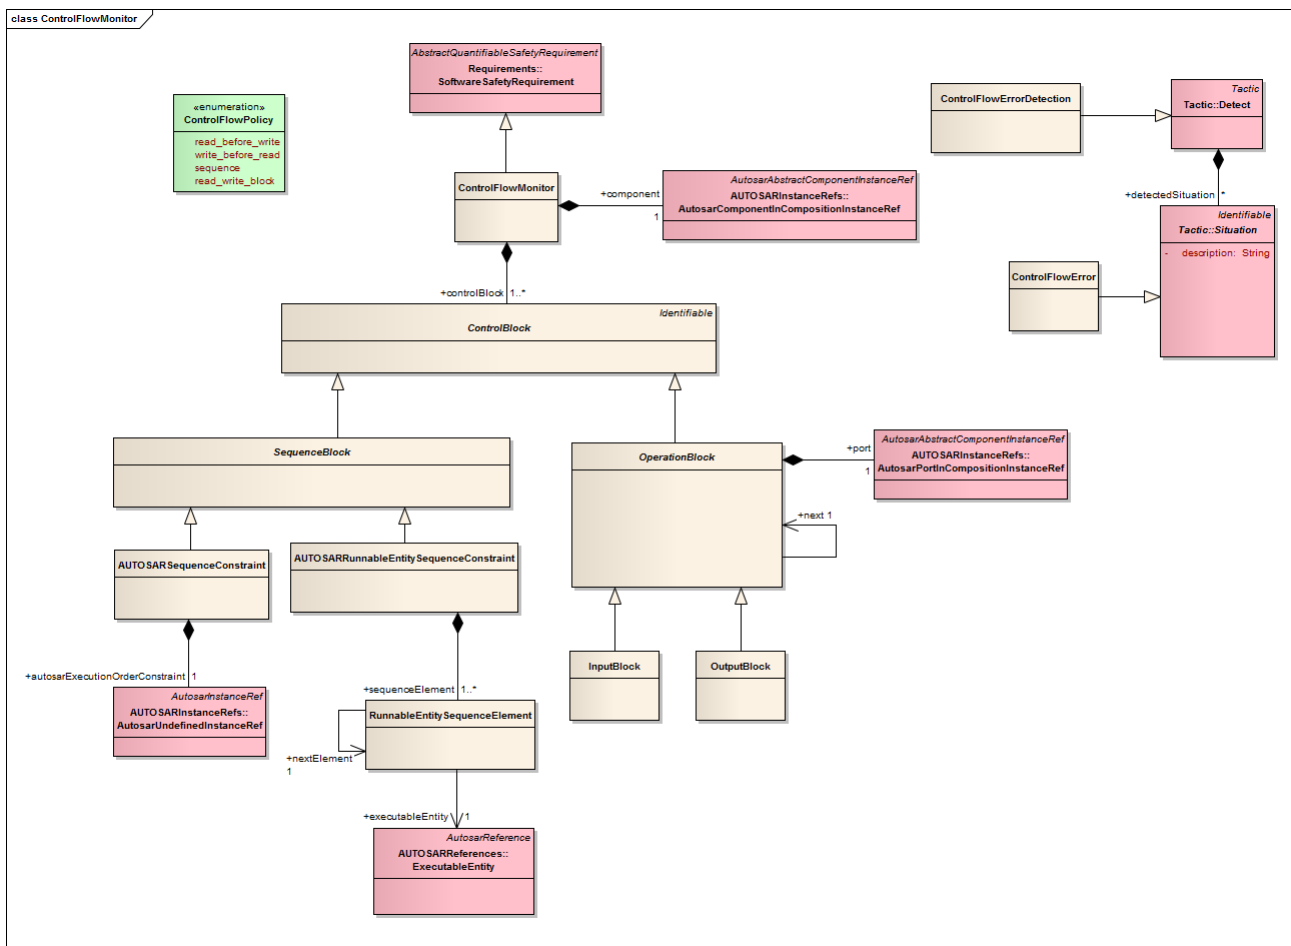 class ControlFlowMonitor
AbstractQuantifiableSafetyRequirement
Requirements::
SoftwareSafetyRequirement
«enumeration»
ControlFlowPolicy
read_before_write
write_before_read
sequence
read_write_block
ControlFlowErrorDetection
Tactic
Tactic::Detect
ControlFlowMonitor
+component
1
AutosarAbstractComponentInstanceRef
AUTOSARInstanceRefs::
AutosarComponentInCompositionInstanceRef
+detectedSituation
*
Identifiable
Tactic::Situation
- description: String
ControlFlowError
+controlBlock
1..*
Identifiable
ControlBlock
SequenceBlock
OperationBlock
+port
1
AutosarAbstractComponentInstanceRef
AUTOSARInstanceRefs::
AutosarPortInCompositionInstanceRef
+next 1
AUTOSARSequenceConstraint
AUTOSARRunnableEntitySequenceConstraint
InputBlock
OutputBlock
+autosarExecutionOrderConstraint
1
AutosarInstanceRef
AUTOSARInstanceRefs::
AutosarUndefinedInstanceRef
+sequenceElement
1..*
RunnableEntitySequenceElement
+nextElement
1
+executableEntity
1
AutosarReference
AUTOSARReferences::
ExecutableEntity